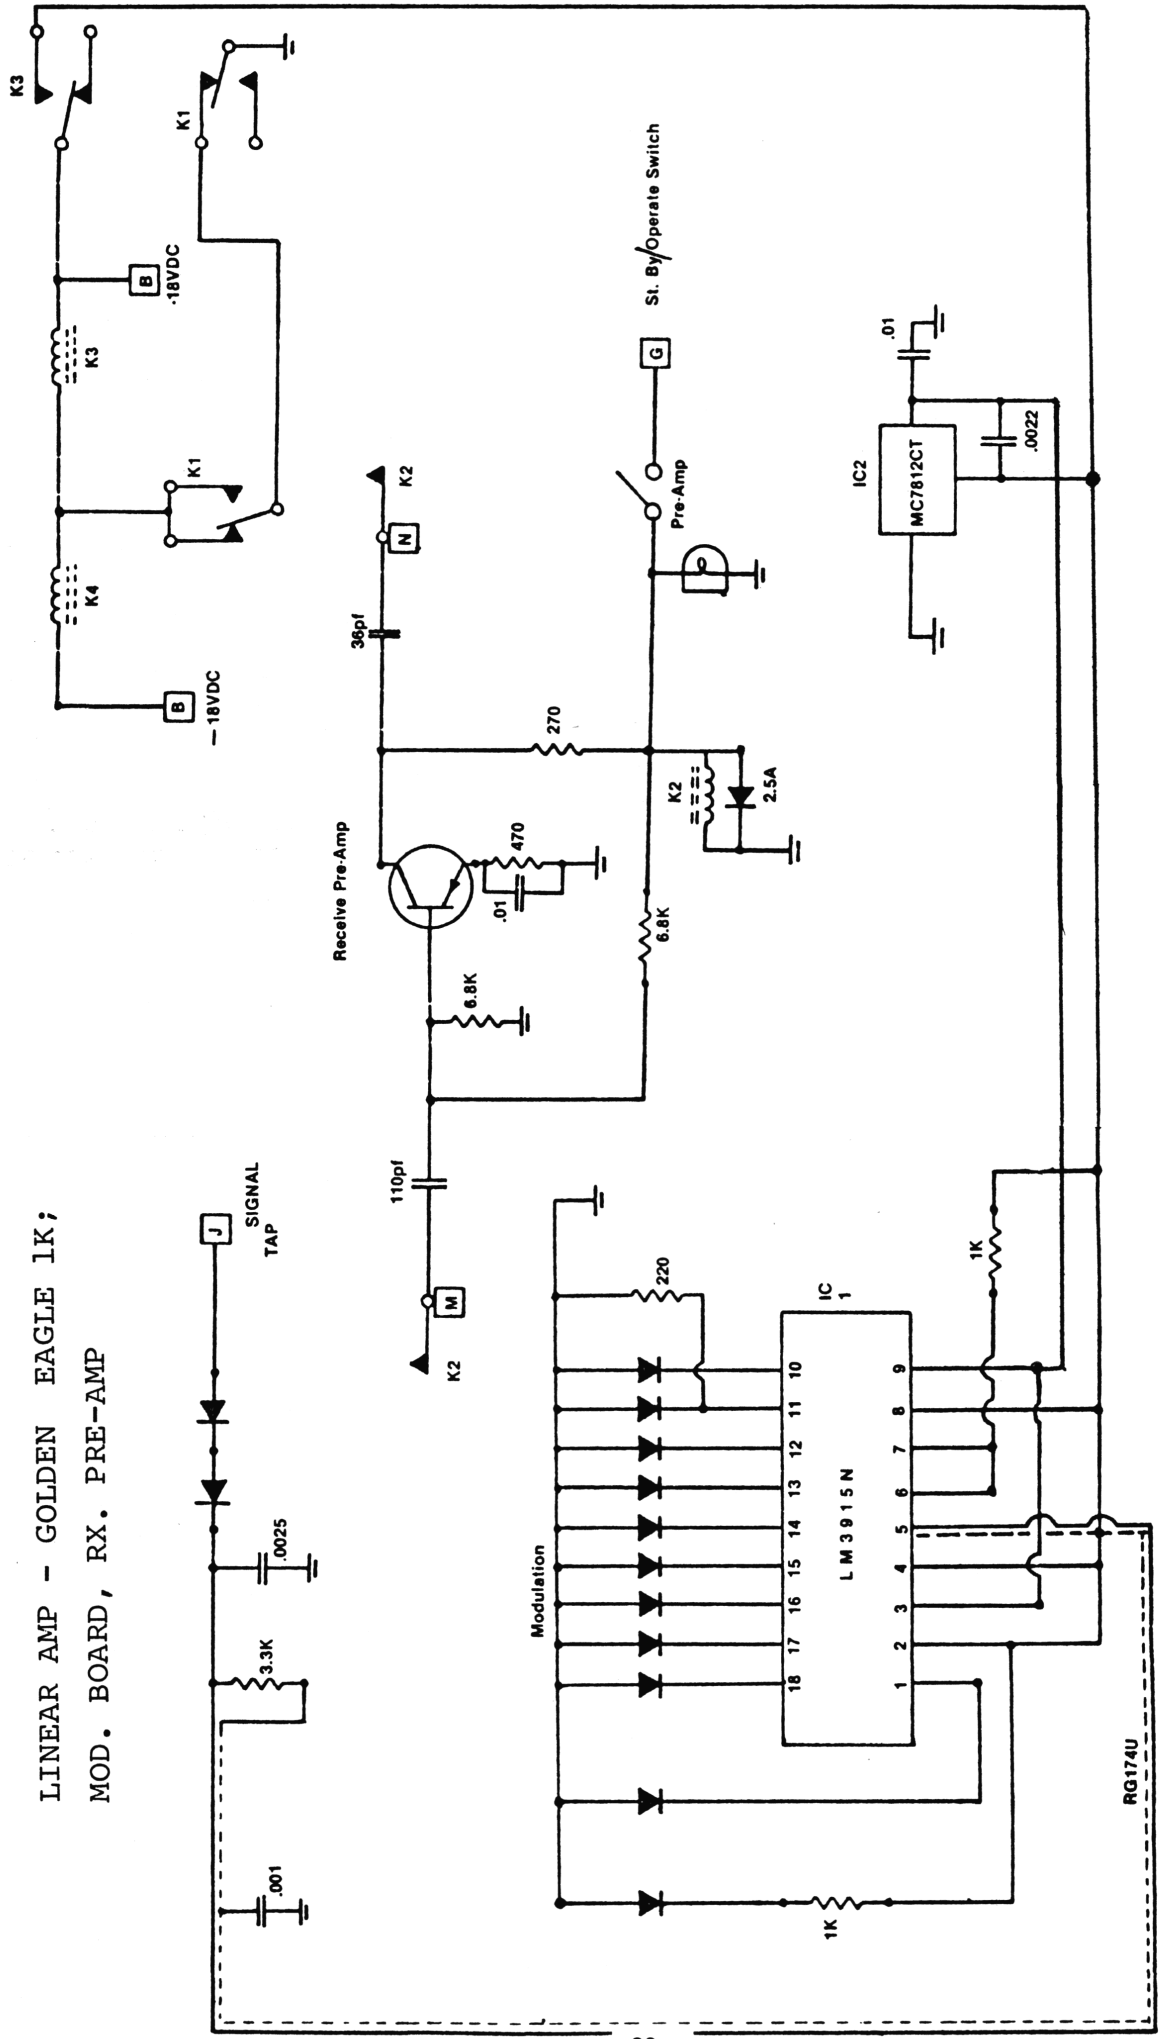 LINEAR AMP - GOLDEN EAGLE 1K;
MOD. BOARD, RX. PRE-AMP
K3
K1
K3
B
-18VDC
K1
K4
B
-18VDC
J
SIGNAL
TAP
.0025
3.3K
.001
Receive Pre-Amp
36pf
N
K2
270
470
.01
6.8K
6.8K
110pf
M
K2
K2
2.5A
Pre-Amp
G
St. By/Operate Switch
IC2
MC7812CT
.01
.0022
Modulation
220
IC
1
LM3915N
18 17 16 15 14 13 12 11 10
1 2 3 4 5 6 7 8 9
1K
1K
RG174U